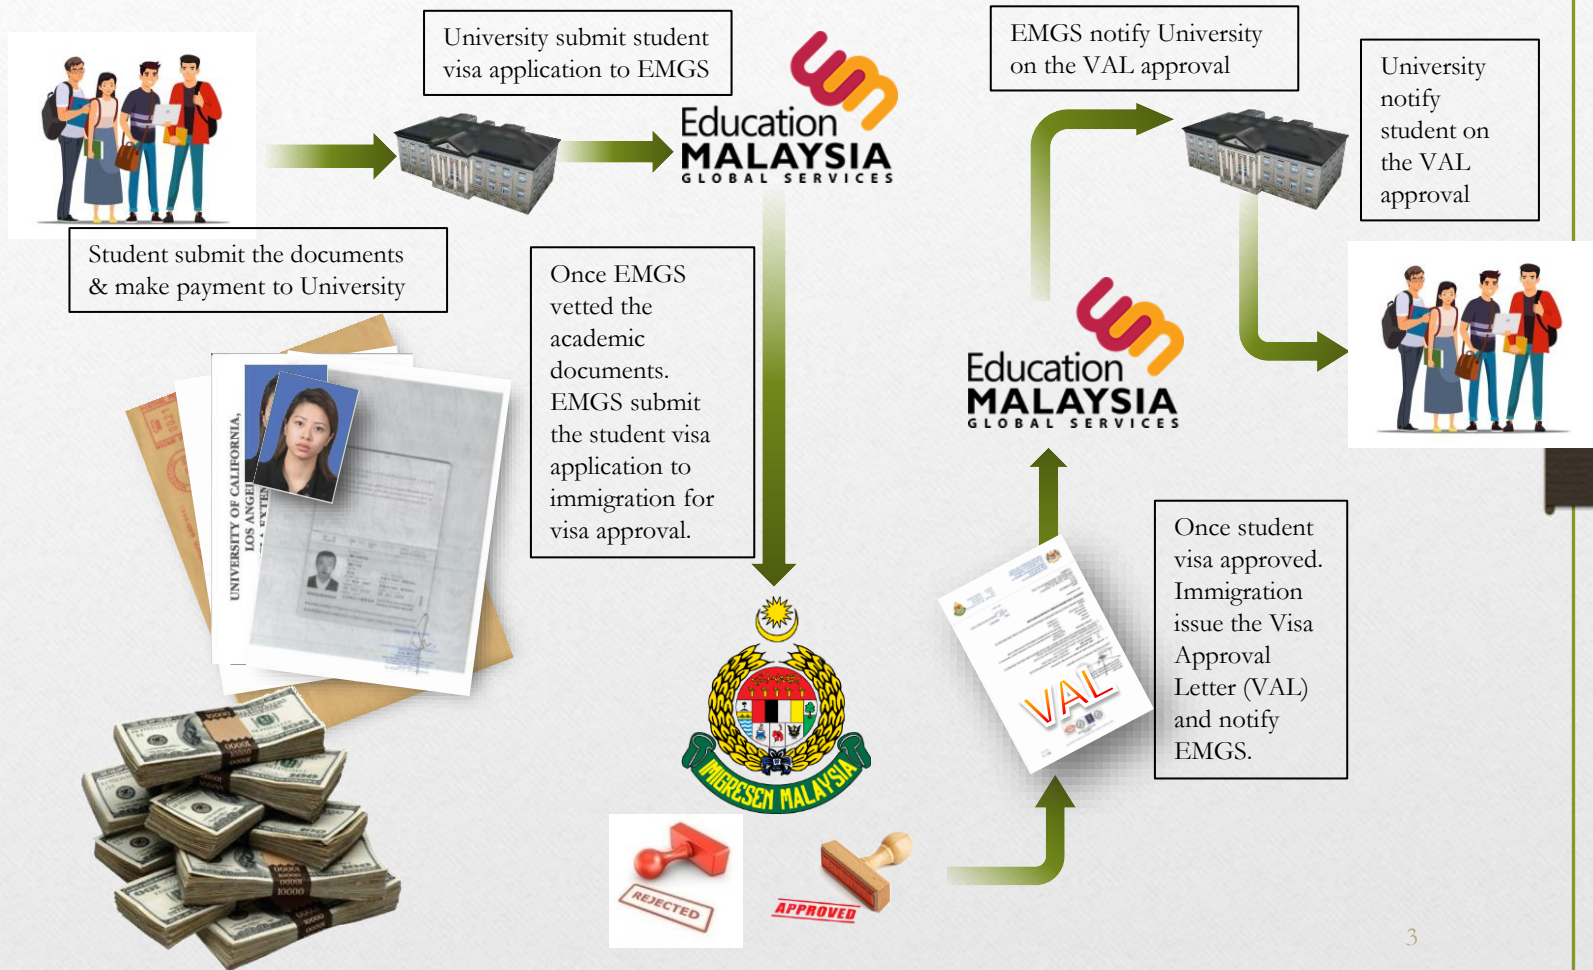 University submit student
visa application to EMGS
EMGS notify University
on the VAL approval
University
notify
student on
the VAL
approval
Education
MALAYSIA
GLOBAL SERVICES
Student submit the documents
& make payment to University
Once EMGS
vetted the
academic
documents.
EMGS submit
the student visa
application to
immigration for
visa approval.
Education
MALAYSIA
GLOBAL SERVICES
UNIVERSITY OF CALIFORNIA,
LOS ANGEL
Once student
visa approved.
Immigration
issue the Visa
Approval
Letter (VAL)
and notify
EMGS.
VAL
IMIGRESEN MALAYSIA
REJECTED
APPROVED
10000
10000
3